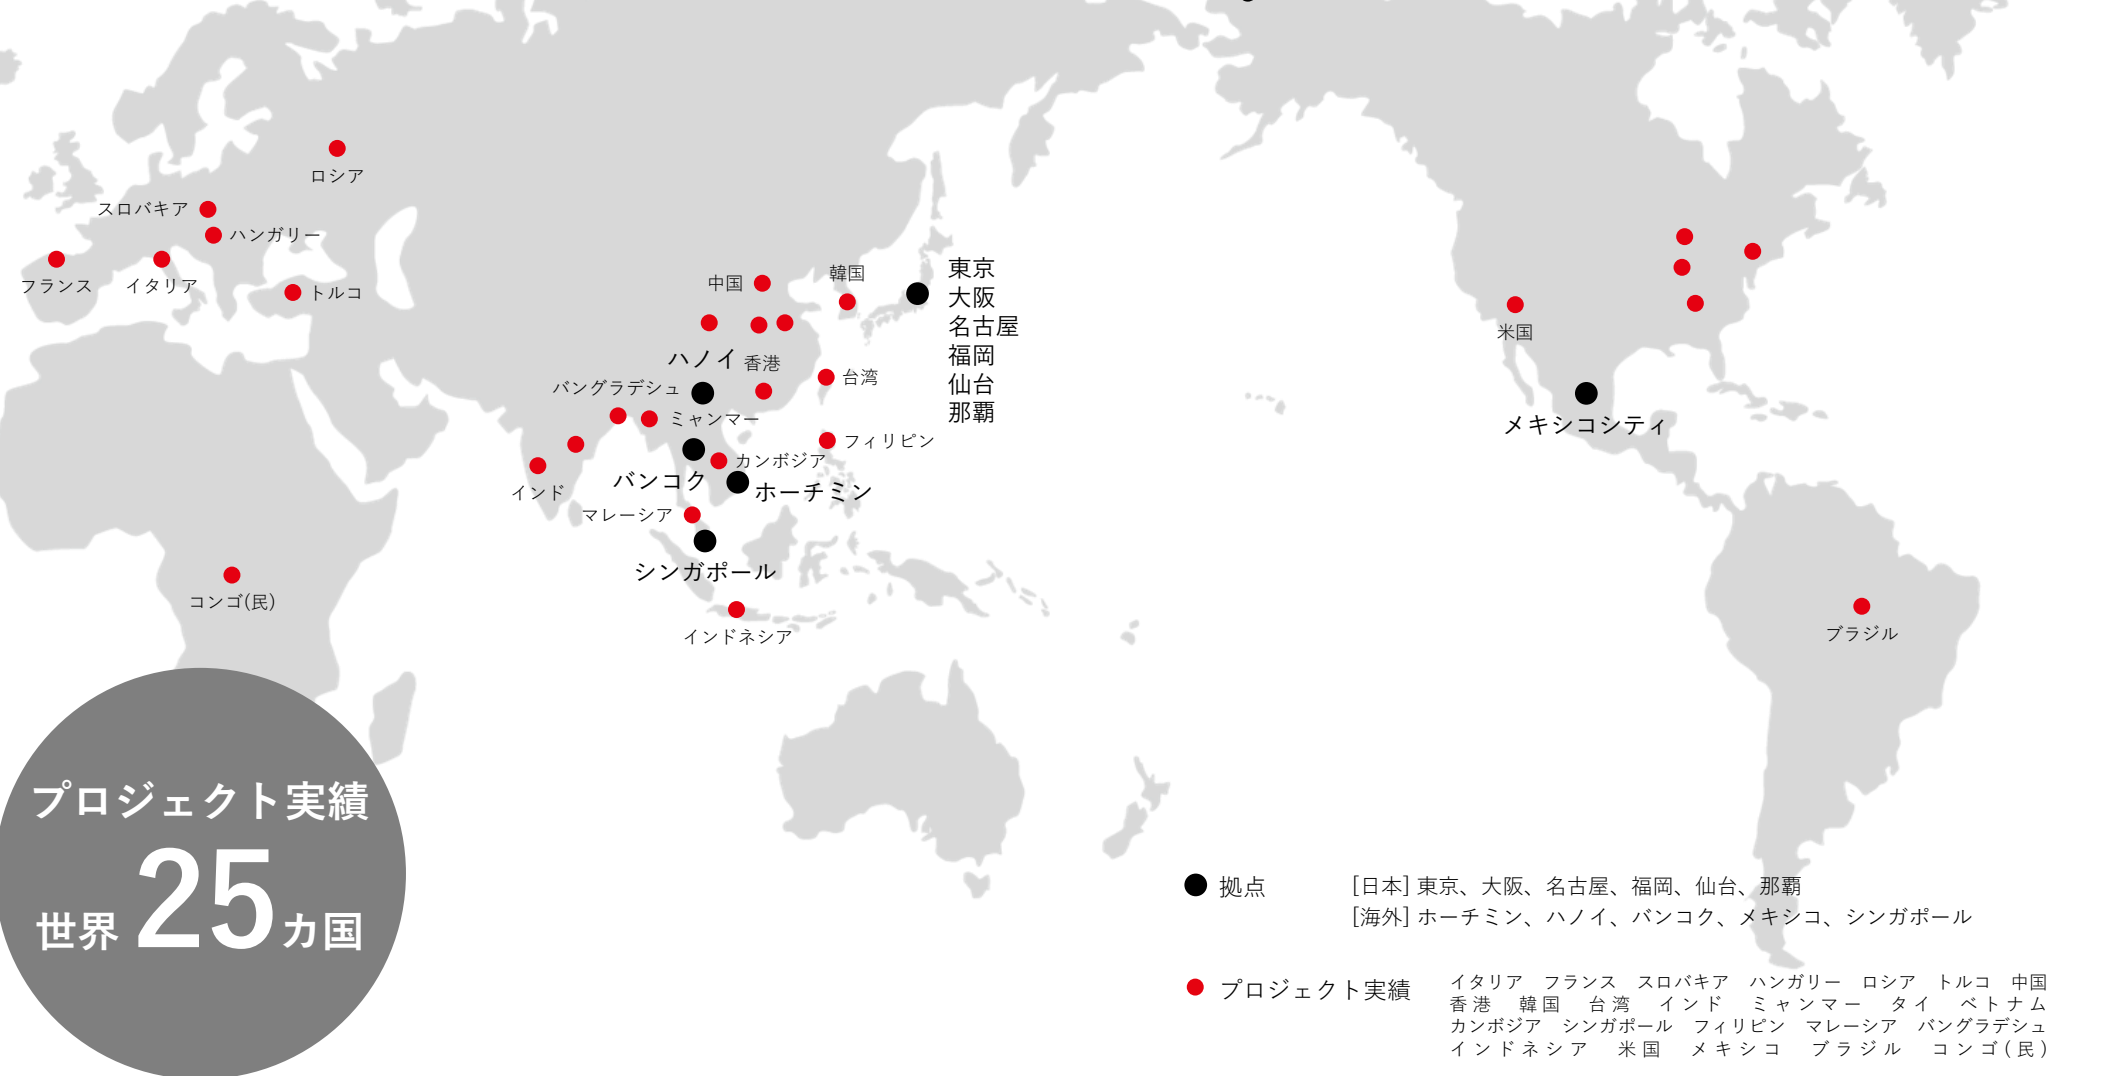 ロシア
スロバキア
ハンガリー
フランス
イタリア
トルコ
中国
韓国
東京
大阪
名古屋
福岡
仙台
那覇
米国
ハノイ
香港
台湾
バングラデシュ
ミャンマー
メキシコシティ
フィリピン
カンボジア
バンコク
ホーチミン
インド
マレーシア
シンガポール
コンゴ(民)
インドネシア
ブラジル
プロジェクト実績
世界 25 カ国
拠点 [日本] 東京、大阪、名古屋、福岡、仙台、那覇
[海外] ホーチミン、ハノイ、バンコク、メキシコ、シンガポール
プロジェクト実績 イタリア フランス スロバキア ハンガリー ロシア トルコ 中国
香港 韓国 台湾 インド ミャンマー タイ ベトナム
カンボジア シンガポール フィリピン マレーシア バングラデシュ
インドネシア 米国 メキシコ ブラジル コンゴ(民)